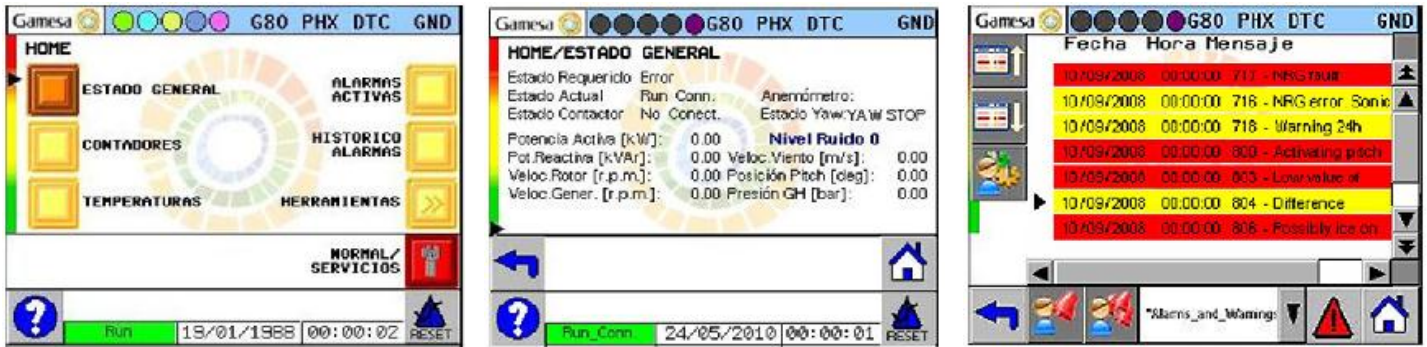 Gamesa G80 PHX DTC GND
HOME
ESTADO GENERAL
ALARMAS ACTIVAS
CONTADORES
HISTORICO ALARMAS
TEMPERATURAS
HERRAMIENTAS
NORMAL/ SERVICIOS
Run 19/01/1988 00:00:02 RESET
Gamesa G80 PHX DTC GND
HOME/ESTADO GENERAL
Estado Requerido Error
Estado Actual Run Conn. Anemómetro:
Estado Contactor No Conect. Estado Yaw:YAW STOP
Potencia Activa [kW]: 0.00 Nivel Ruido 0
Pot.Reactiva [kVAr]: 0.00 Veloc.Viento [m/s]: 0.00
Veloc.Rotor [r.p.m.]: 0.00 Posición Pitch [deg]: 0.00
Veloc.Gener. [r.p.m.]: 0.00 Presión GH [bar]: 0.00
Run_Conn. 24/05/2010 00:00:01 RESET
Gamesa G80 PHX DTC GND
Fecha Hora Mensaje
10/09/2008 00:00:00 717 - NRG fault
10/09/2008 00:00:00 716 - NRG error. Sonic
10/09/2008 00:00:00 718 - Warning 24h
10/09/2008 00:00:00 800 - Activating pitch
10/09/2008 00:00:00 803 - Low value of
10/09/2008 00:00:00 804 - Difference
10/09/2008 00:00:00 806 - Possibly ice on
"Alarms_and_Warnings